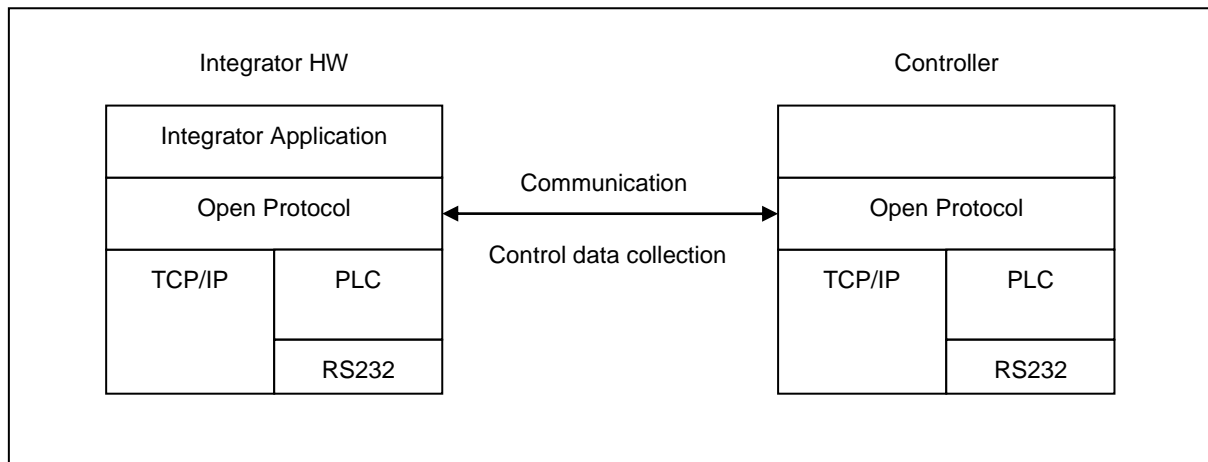 Integrator HW
Controller
Integrator Application
Communication
Open Protocol
Open Protocol
Control data collection
TCP/IP
PLC
TCP/IP
PLC
RS232
RS232